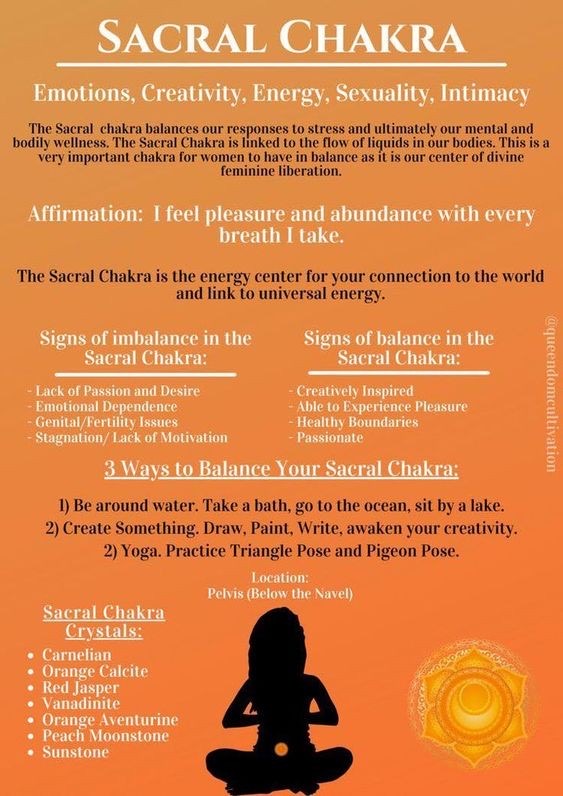 SACRAL CHAKRA
Emotions, Creativity, Energy, Sexuality, Intimacy
The Sacral chakra balances our responses to stress and ultimately our mental and
bodily wellness. The Sacral Chakra is linked to the flow of liquids in our bodies. This is a
very important chakra for women to have in balance as it is our center of divine
feminine liberation.
Affirmation: I feel pleasure and abundance with every
breath I take.
The Sacral Chakra is the energy center for your connection to the world
and link to universal energy.
Signs of imbalance in the
Sacral Chakra:
- Lack of Passion and Desire
- Emotional Dependence
- Genital/Fertility Issues
- Stagnation/ Lack of Motivation
Signs of balance in the
Sacral Chakra:
- Creatively Inspired
- Able to Experience Pleasure
- Healthy Boundaries
- Passionate
@queendomcultivation
3 Ways to Balance Your Sacral Chakra:
1) Be around water. Take a bath, go to the ocean, sit by a lake.
2) Create Something. Draw, Paint, Write, awaken your creativity.
2) Yoga. Practice Triangle Pose and Pigeon Pose.
Location:
Pelvis (Below the Navel)
Sacral Chakra
Crystals:
• Carnelian
• Orange Calcite
• Red Jasper
• Vanadinite
• Orange Aventurine
• Peach Moonstone
• Sunstone